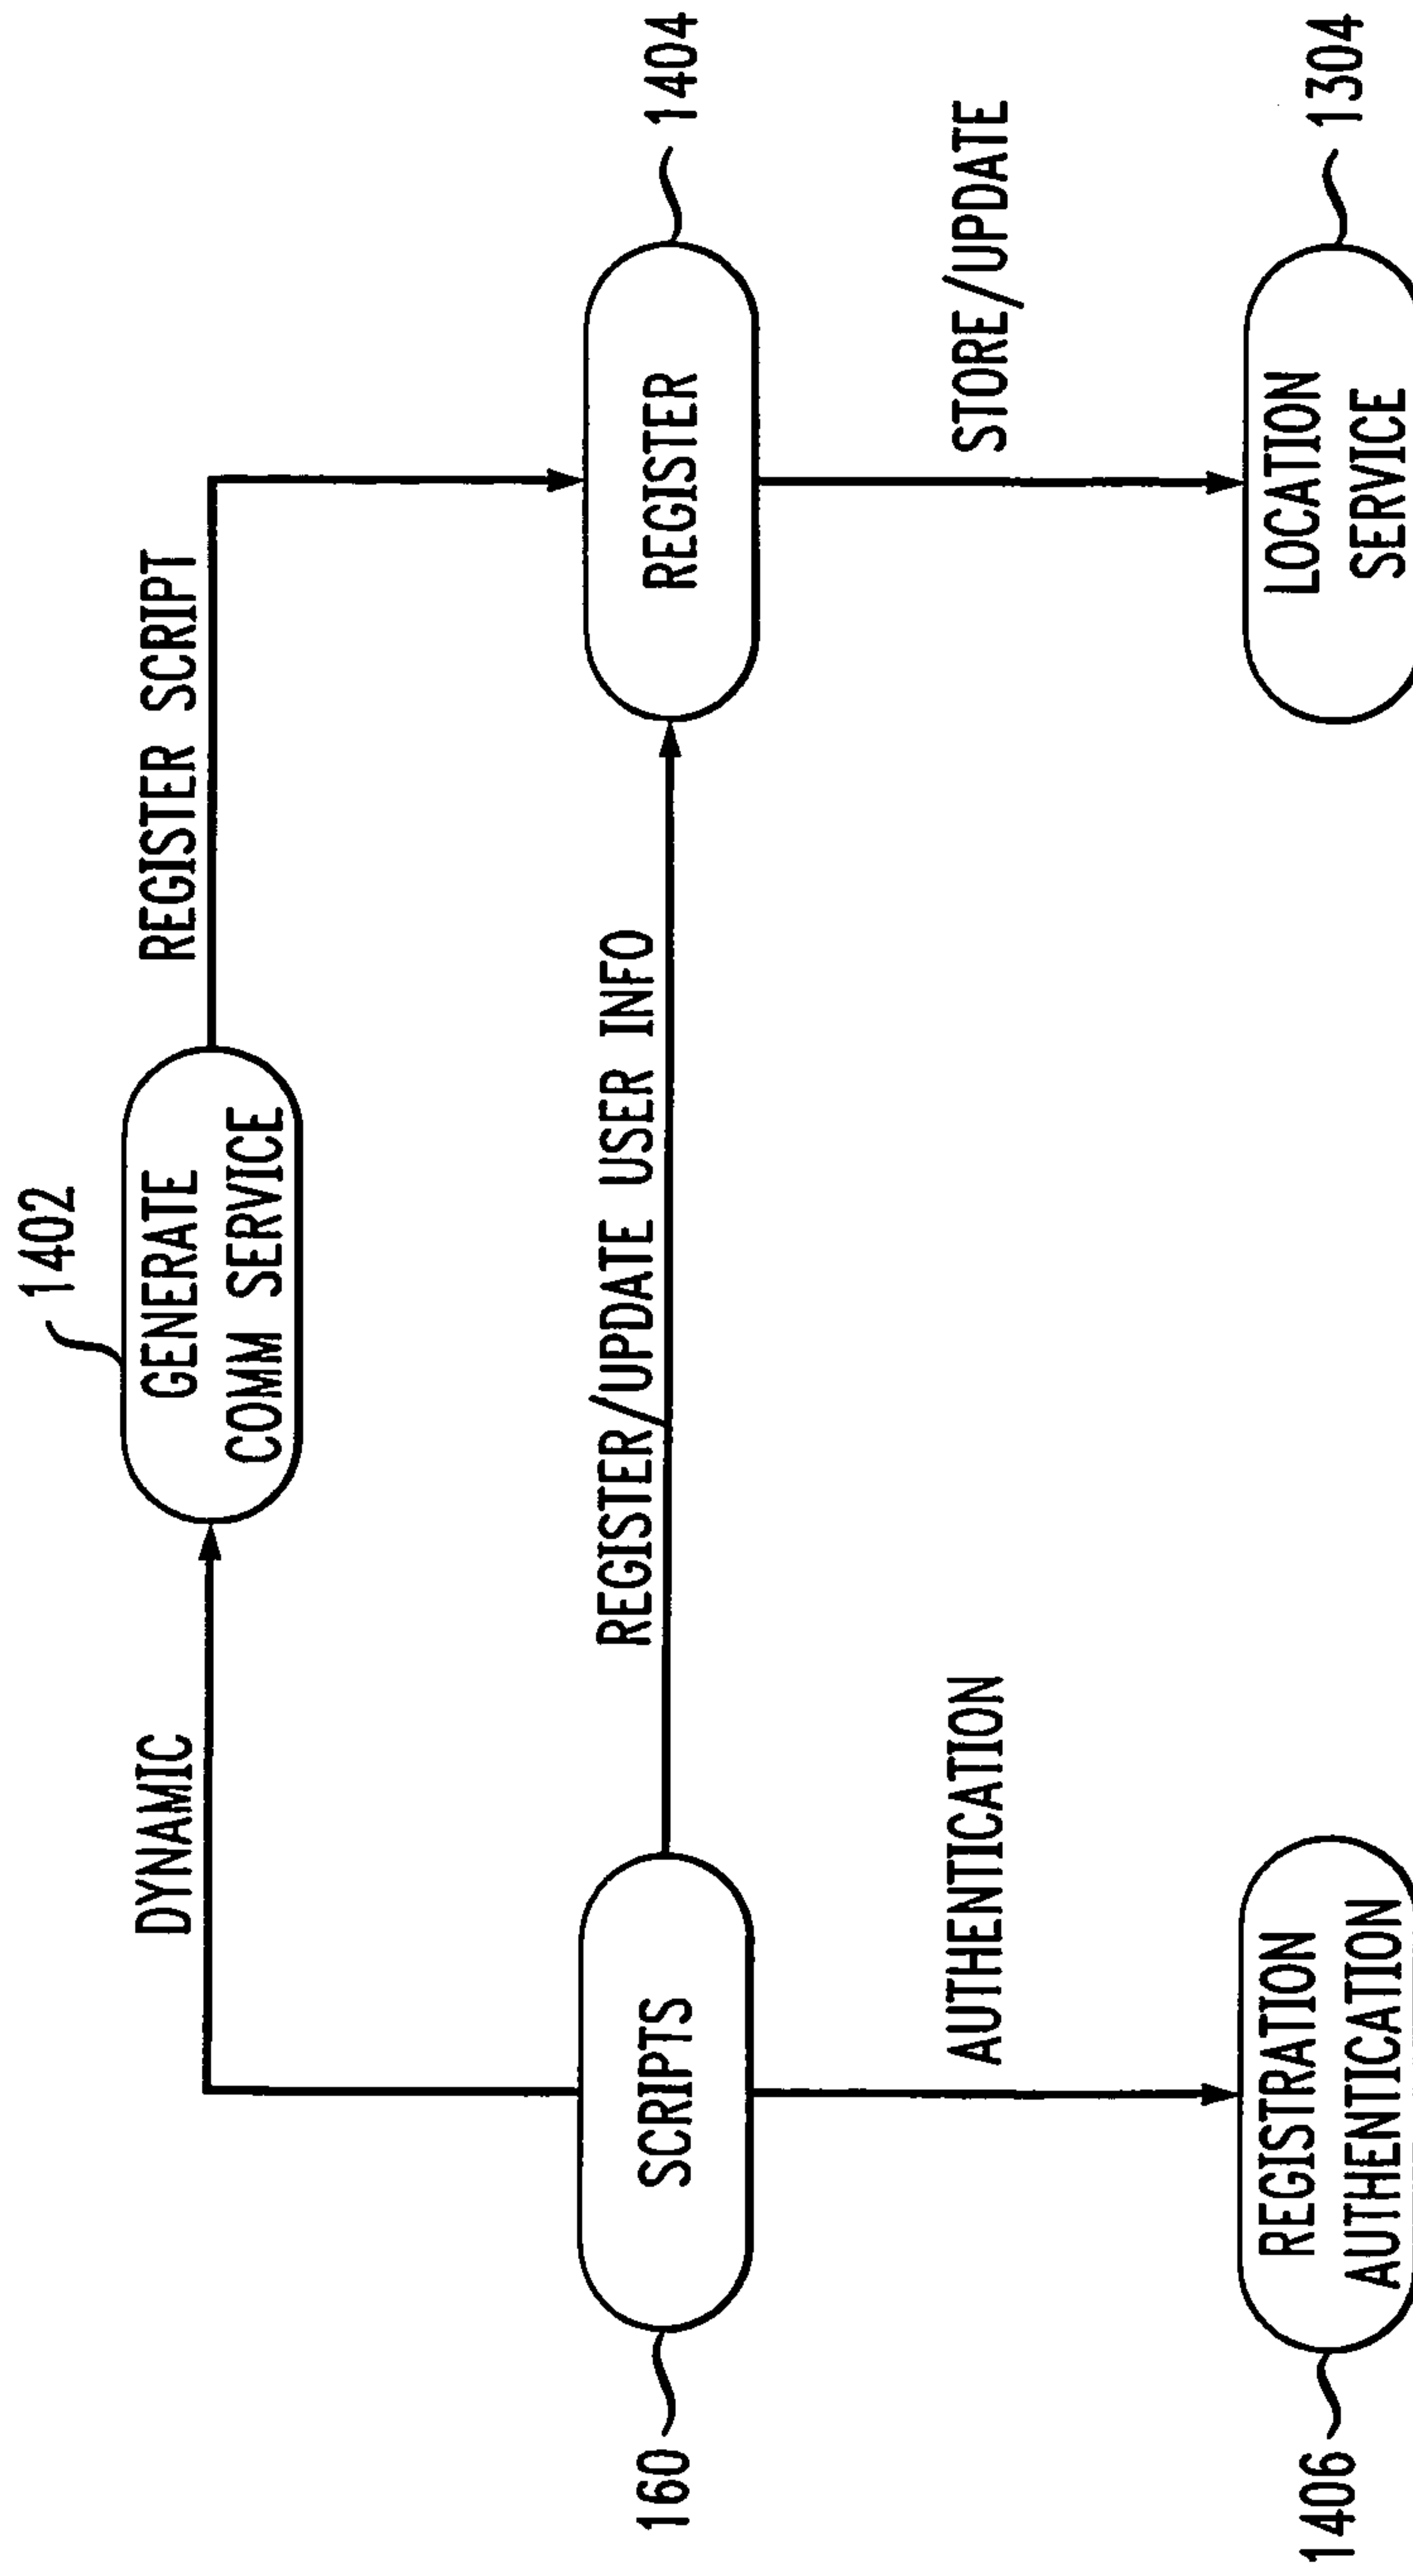 1402
GENERATE
COMM SERVICE
DYNAMIC
REGISTER SCRIPT
160
SCRIPTS
REGISTER/UPDATE USER INFO
REGISTER
1404
AUTHENTICATION
STORE/UPDATE
1406
REGISTRATION
AUTHENTICATION
LOCATION
SERVICE
1304